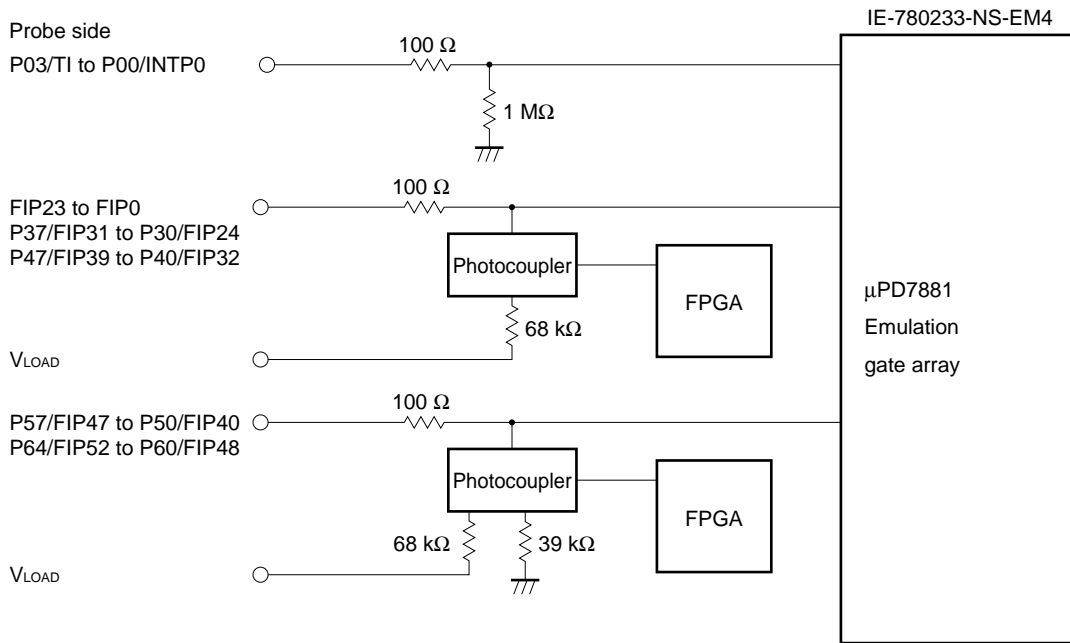 IE-780233-NS-EM4
Probe side
100 Ω
P03/TI to P00/INTP0
1 MΩ
100 Ω
FIP23 to FIP0
P37/FIP31 to P30/FIP24
P47/FIP39 to P40/FIP32
Photocoupler
FPGA
68 kΩ
VLOAD
µPD7881
Emulation
gate array
100 Ω
P57/FIP47 to P50/FIP40
P64/FIP52 to P60/FIP48
Photocoupler
FPGA
68 kΩ
39 kΩ
VLOAD